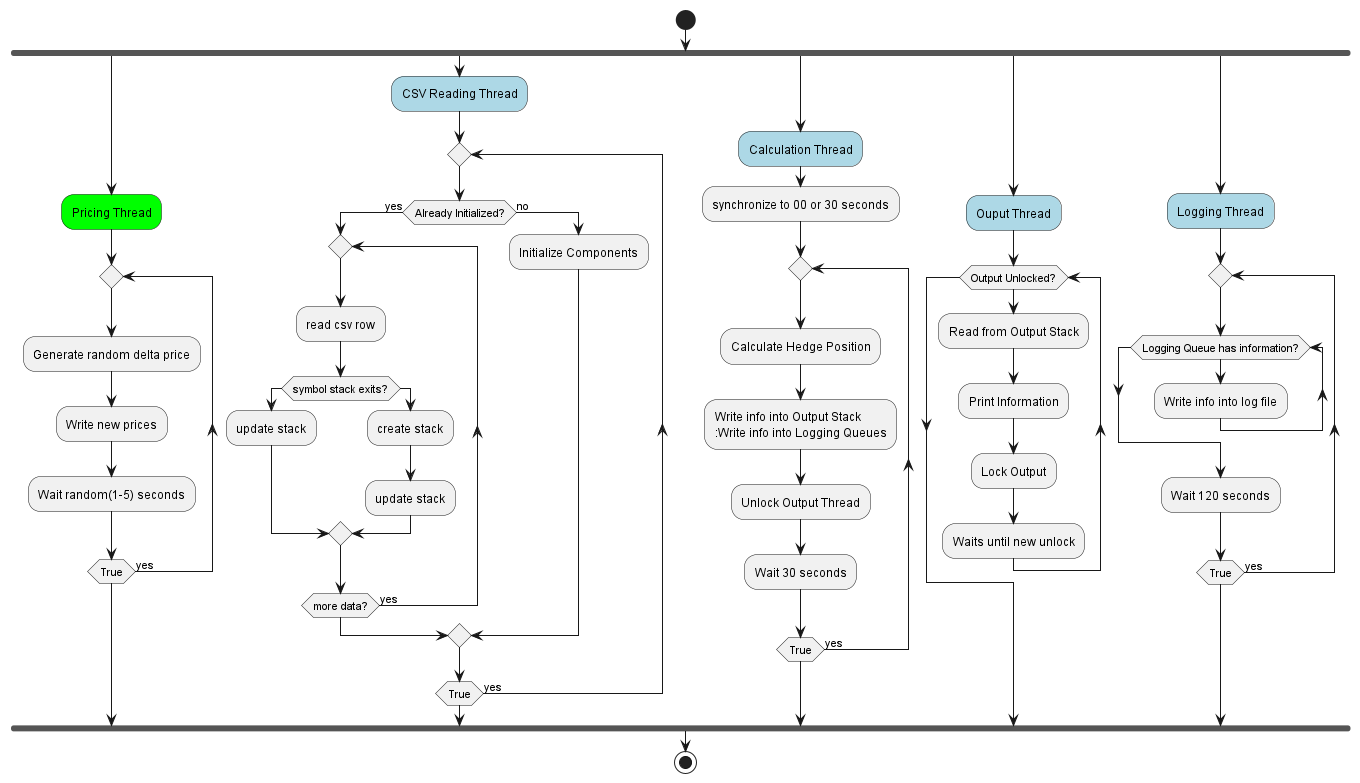 Pricing Thread
Generate random delta price
Write new prices
Wait random(1-5) seconds
True
yes
CSV Reading Thread
yes
Already Initialized?
no
Initialize Components
read csv row
symbol stack exits?
update stack
create stack
update stack
more data?
yes
True
yes
Calculation Thread
synchronize to 00 or 30 seconds
Calculate Hedge Position
Write info into Output Stack
:Write info into Logging Queues
Unlock Output Thread
Wait 30 seconds
True
yes
Ouput Thread
Output Unlocked?
Read from Output Stack
Print Information
Lock Output
Waits until new unlock
Logging Thread
Logging Queue has information?
Write info into log file
Wait 120 seconds
True
yes